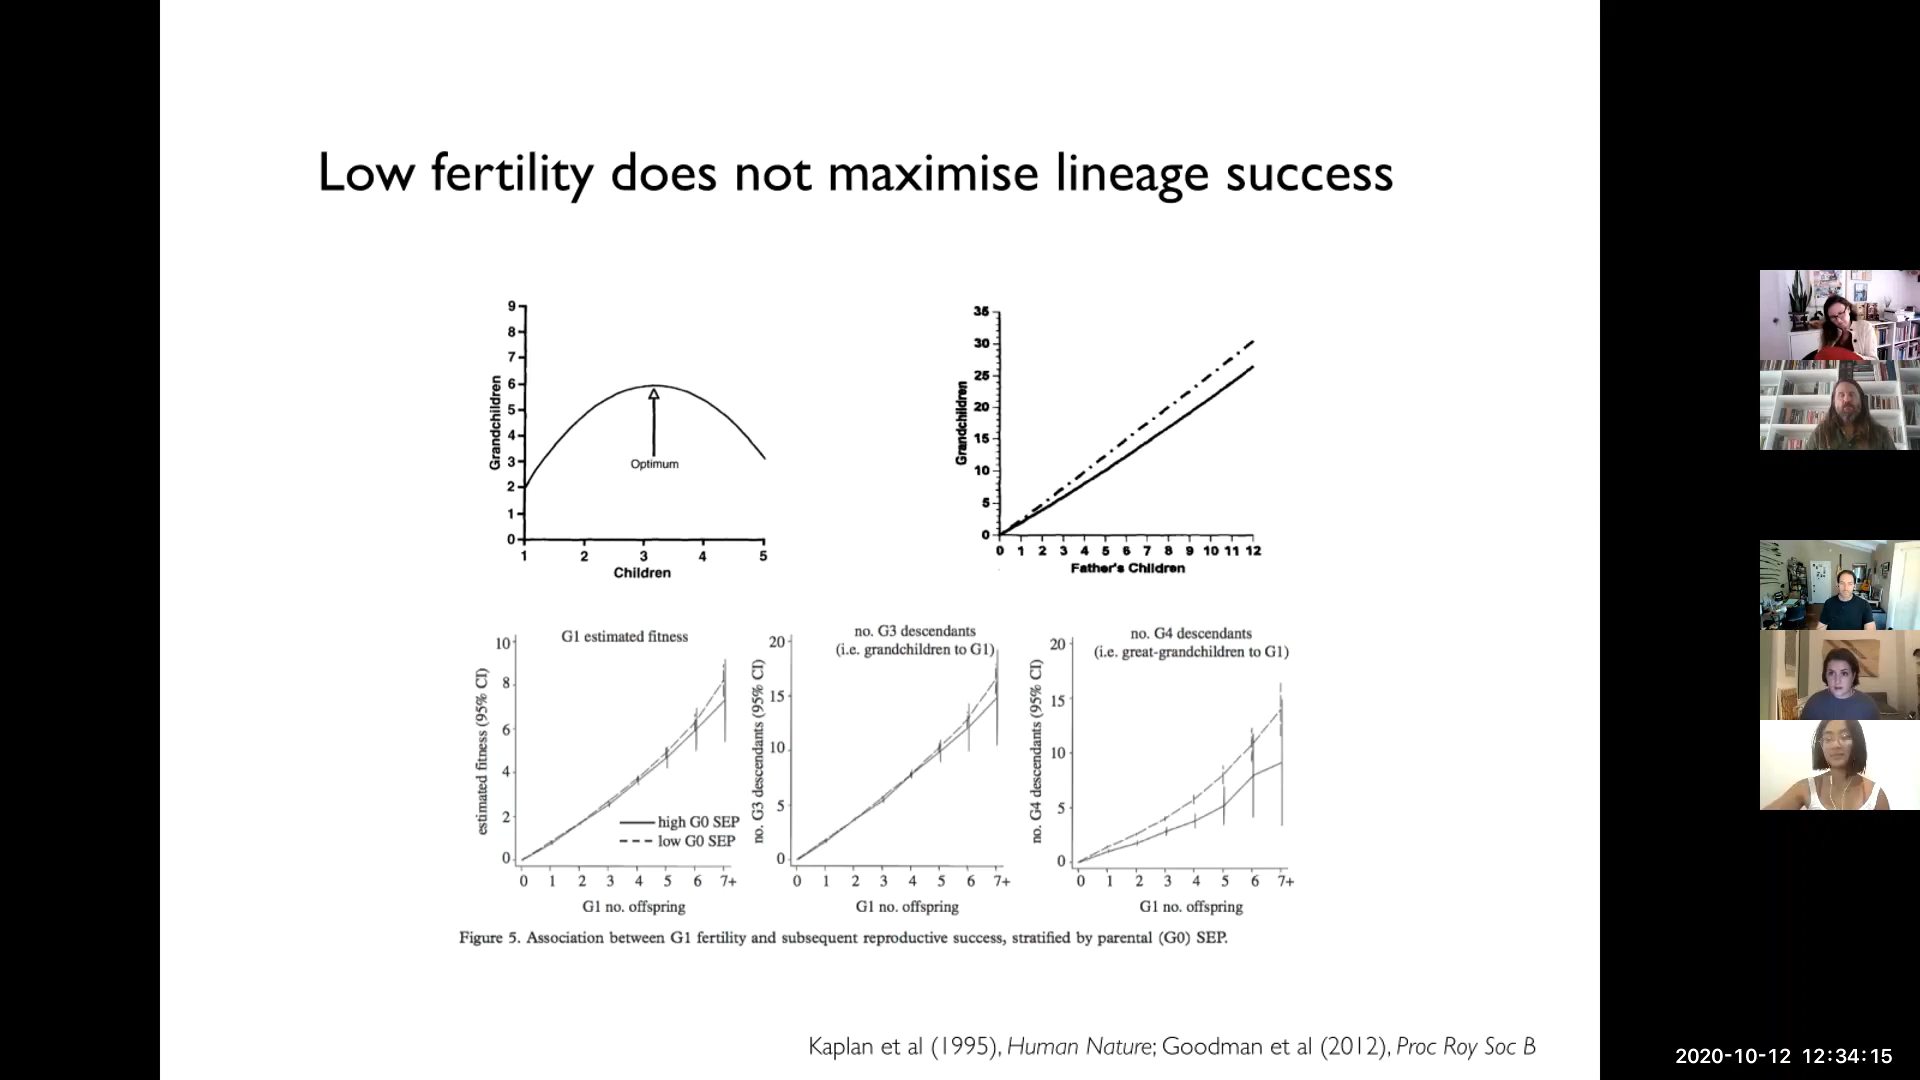 Low fertility does not maximise lineage success
9
8
7
6
5
4
3
2
1
0
Grandchildren
Optimum
1 2 3 4 5
Children
35
30
25
20
15
10
5
0
Grandchildren
0 1 2 3 4 5 6 7 8 9 10 11 12
Father's Children
G1 estimated fitness
10
8
6
4
2
0
estimated fitness (95% CI)
high G0 SEP
low G0 SEP
0 1 2 3 4 5 6 7+
G1 no. offspring
no. G3 descendants
(i.e. grandchildren to G1)
20
15
10
5
0
no. G3 descendants (95% CI)
0 1 2 3 4 5 6 7+
G1 no. offspring
no. G4 descendants
(i.e. great-grandchildren to G1)
20
15
10
5
0
no. G4 descendants (95% CI)
0 1 2 3 4 5 6 7+
G1 no. offspring
Figure 5. Association between G1 fertility and subsequent reproductive success, stratified by parental (G0) SEP.
Kaplan et al (1995), Human Nature; Goodman et al (2012), Proc Roy Soc B
2020-10-12 12:34:15